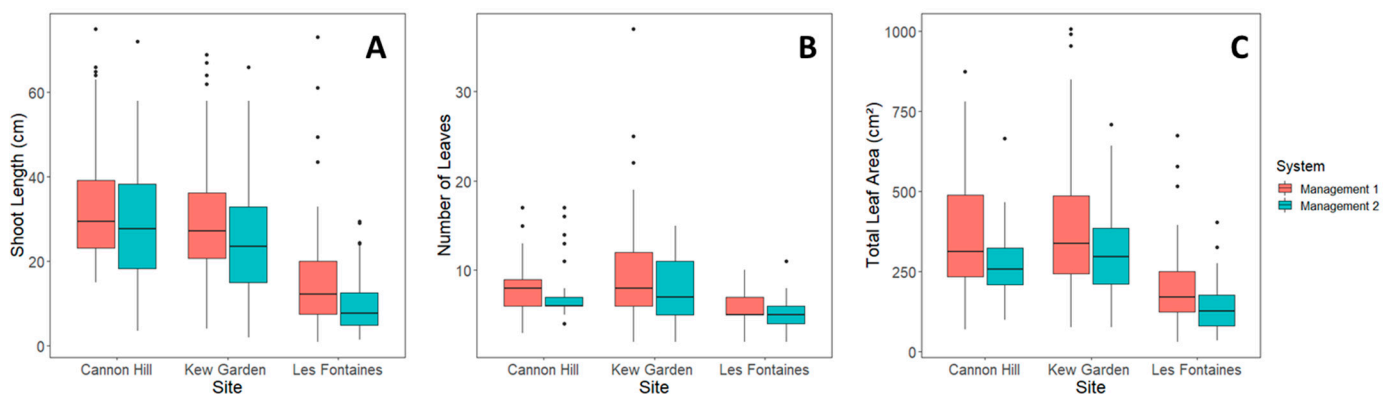 A
Shoot Length (cm)
60
40
20
0
Cannon Hill Kew Garden Les Fontaines
Site
B
Number of Leaves
30
20
10
Cannon Hill Kew Garden Les Fontaines
Site
C
Total Leaf Area (cm²)
1000
750
500
250
0
Cannon Hill Kew Garden Les Fontaines
Site
System
Management 1
Management 2